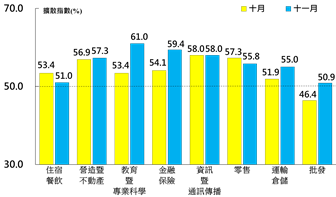 擴散指數(%)
十月 十一月
70.0
50.0
30.0
53.4 51.0 56.9 57.3 53.4 61.0 54.1 59.4 58.0 58.0 57.3 55.8 51.9 55.0 46.4 50.9
住宿 營造暨 教育 金融 資訊 零售 運輸 批發
餐飲 不動產 暨 保險 暨 倉儲
專業科學 通訊傳播